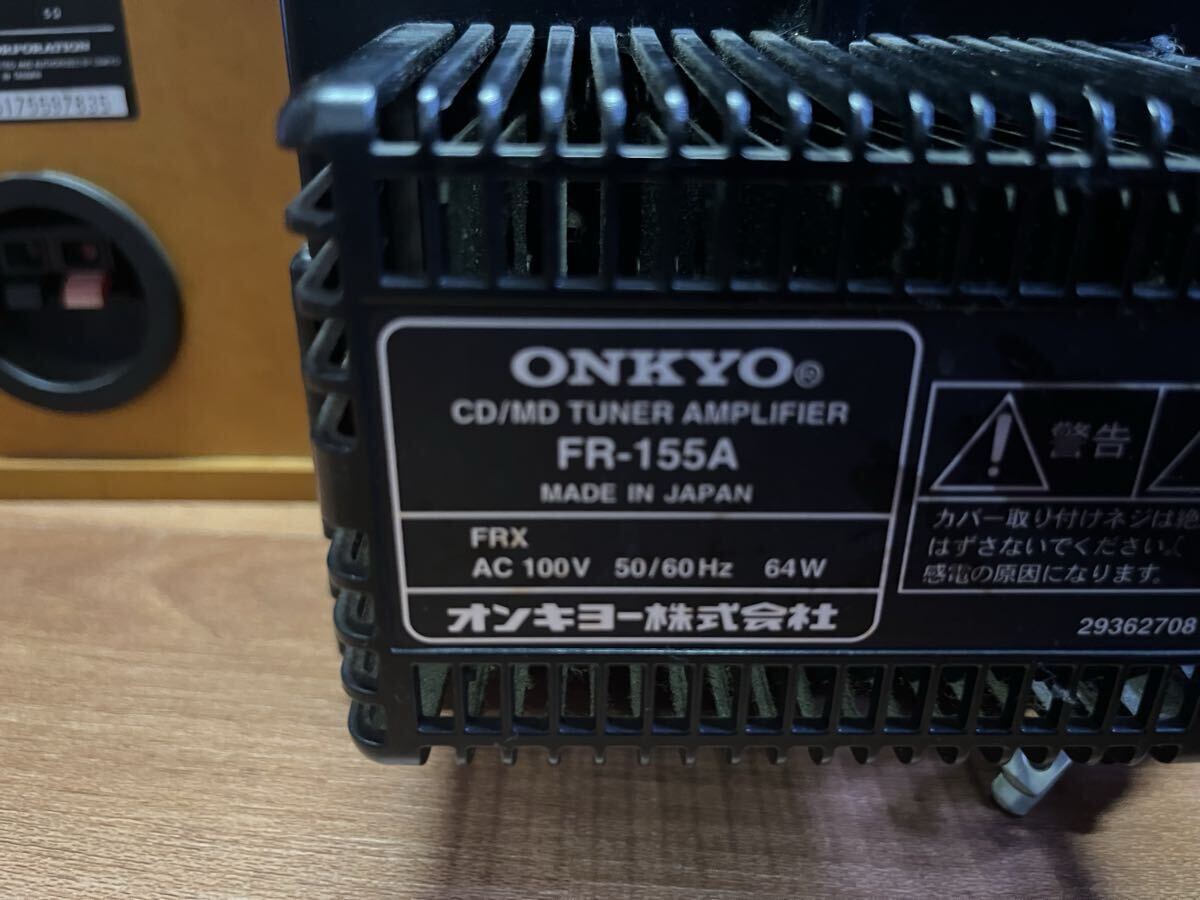 50
CORPORATION
5175597835
ONKYO®
CD/MD TUNER AMPLIFIER
FR-155A
MADE IN JAPAN
FRX
AC 100V 50/60Hz 64W
オンキヨー株式会社
警告
カバー取り付けネジは絶
はずさないでください。
感電の原因になります。
29362708